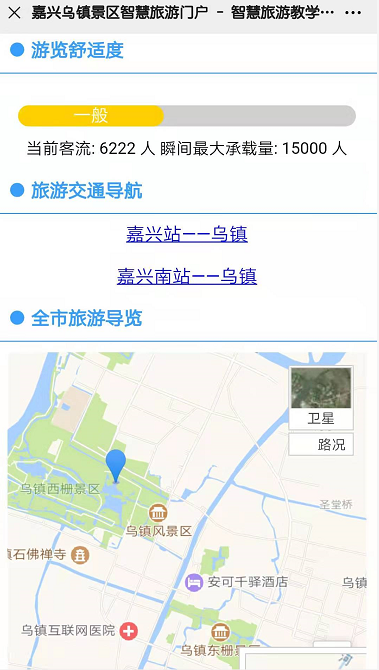 嘉兴乌镇景区智慧旅游门户 - 智慧旅游教学…
游览舒适度
一般
当前客流: 6222 人 瞬间最大承载量: 15000 人
旅游交通导航
嘉兴站——乌镇
嘉兴南站——乌镇
全市旅游导览
卫星
路况
乌镇西栅景区
圣堂桥
乌镇风景区
镇石佛禅寺
安可千驿酒店
乌镇
乌镇互联网医院
乌镇东栅景区